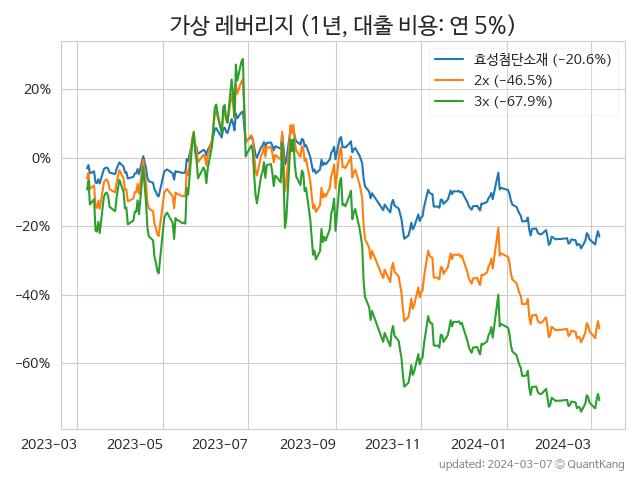 가상 레버리지 (1년, 대출 비용: 연 5%)
효성첨단소재 (−20.6%)
2x (−46.5%)
3x (−67.9%)
20%
0%
−20%
−40%
−60%
2023-03 2023-05 2023-07 2023-09 2023-11 2024-01 2024-03
updated: 2024-03-07 © QuantKang